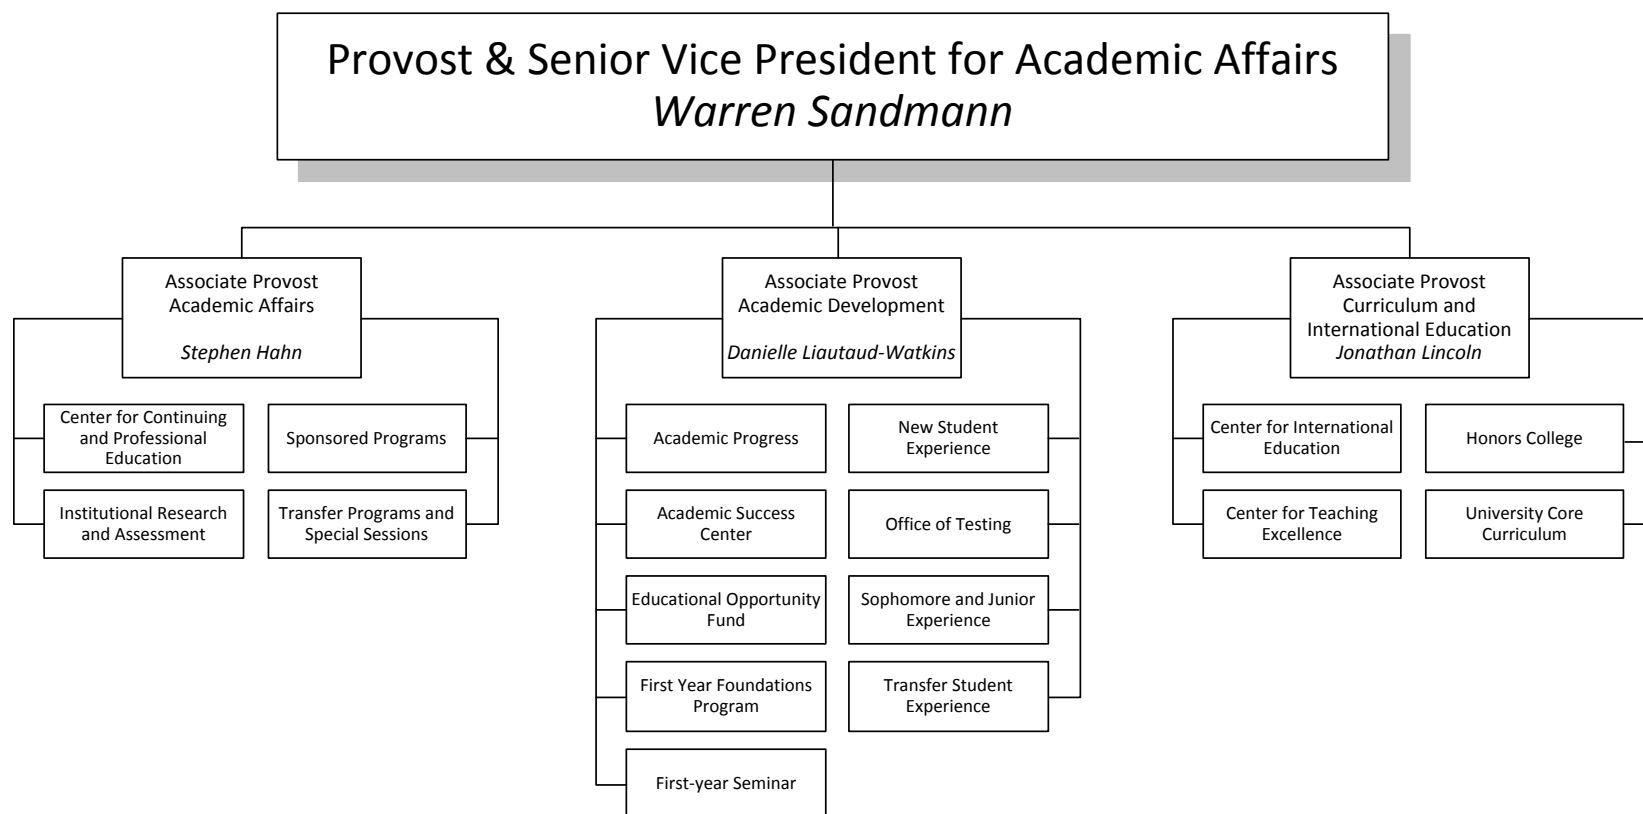 Provost & Senior Vice President for Academic Affairs
Warren Sandmann
Associate Provost
Academic Affairs
Stephen Hahn
Associate Provost
Academic Development
Danielle Liautaud-Watkins
Associate Provost
Curriculum and
International Education
Jonathan Lincoln
Center for Continuing
and Professional
Education
Sponsored Programs
Institutional Research
and Assessment
Transfer Programs and
Special Sessions
Academic Progress
New Student
Experience
Academic Success
Center
Office of Testing
Educational Opportunity
Fund
Sophomore and Junior
Experience
First Year Foundations
Program
Transfer Student
Experience
First-year Seminar
Center for International
Education
Honors College
Center for Teaching
Excellence
University Core
Curriculum